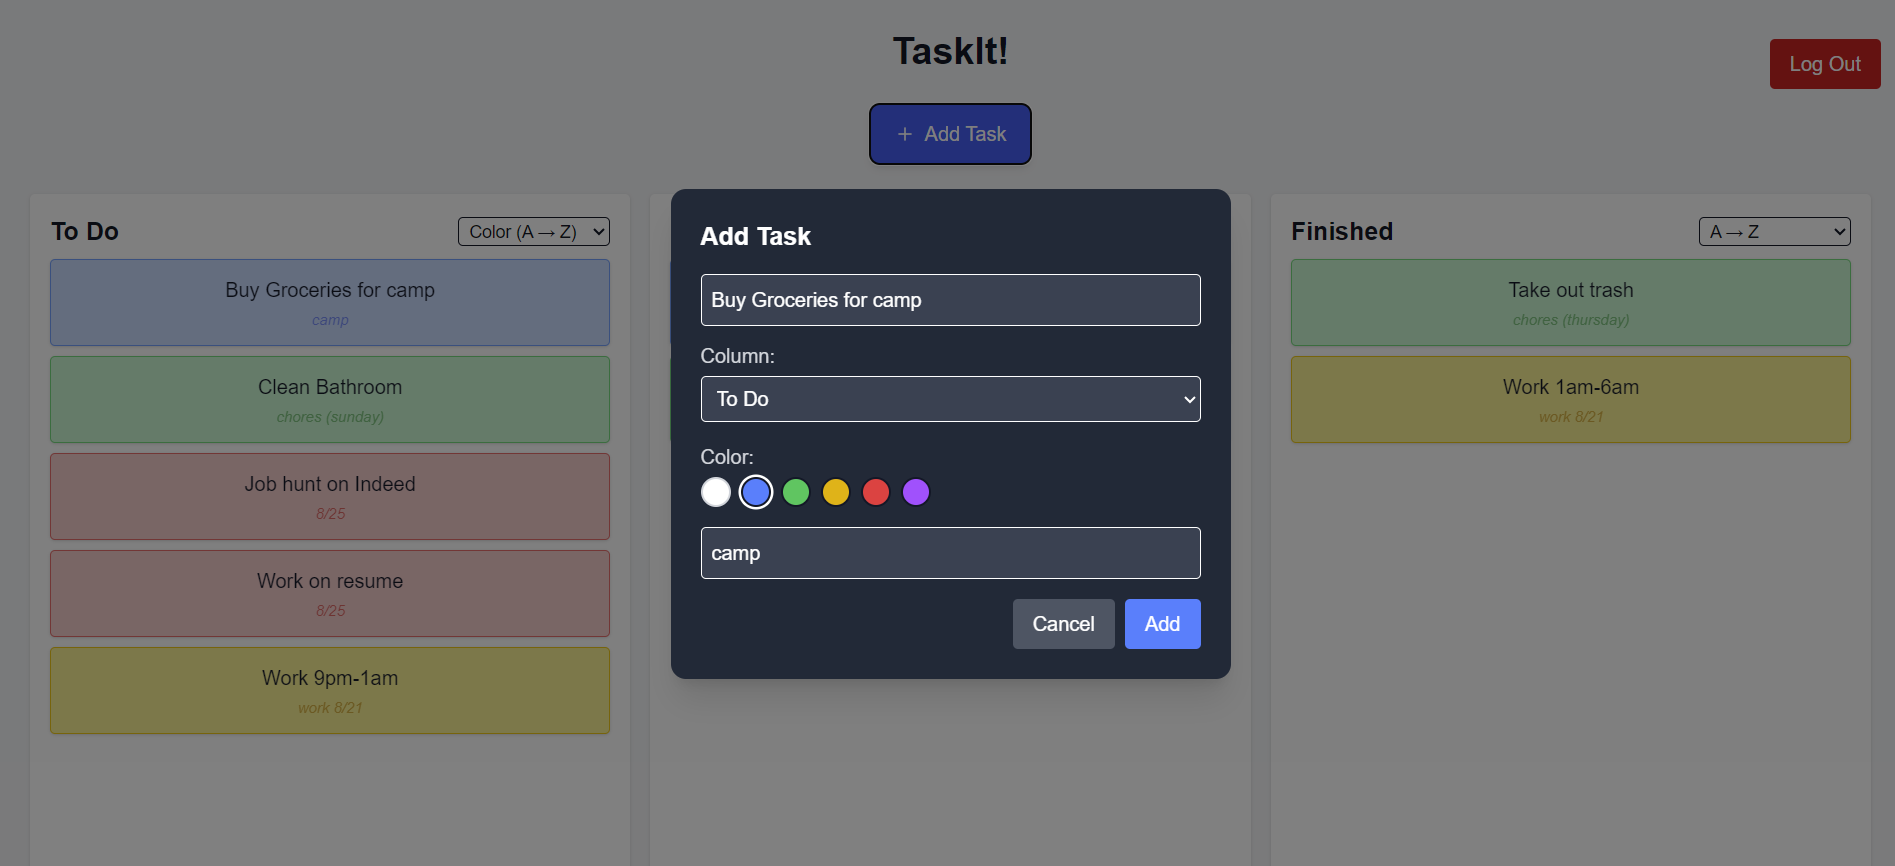 TaskIt!
Log Out
+ Add Task
To Do
Color (A → Z)
Buy Groceries for camp
camp
Clean Bathroom
chores (sunday)
Job hunt on Indeed
8/25
Work on resume
8/25
Work 9pm-1am
work 8/21
Add Task
Buy Groceries for camp
Column:
To Do
Color:
camp
Cancel
Add
Finished
A → Z
Take out trash
chores (thursday)
Work 1am-6am
work 8/21